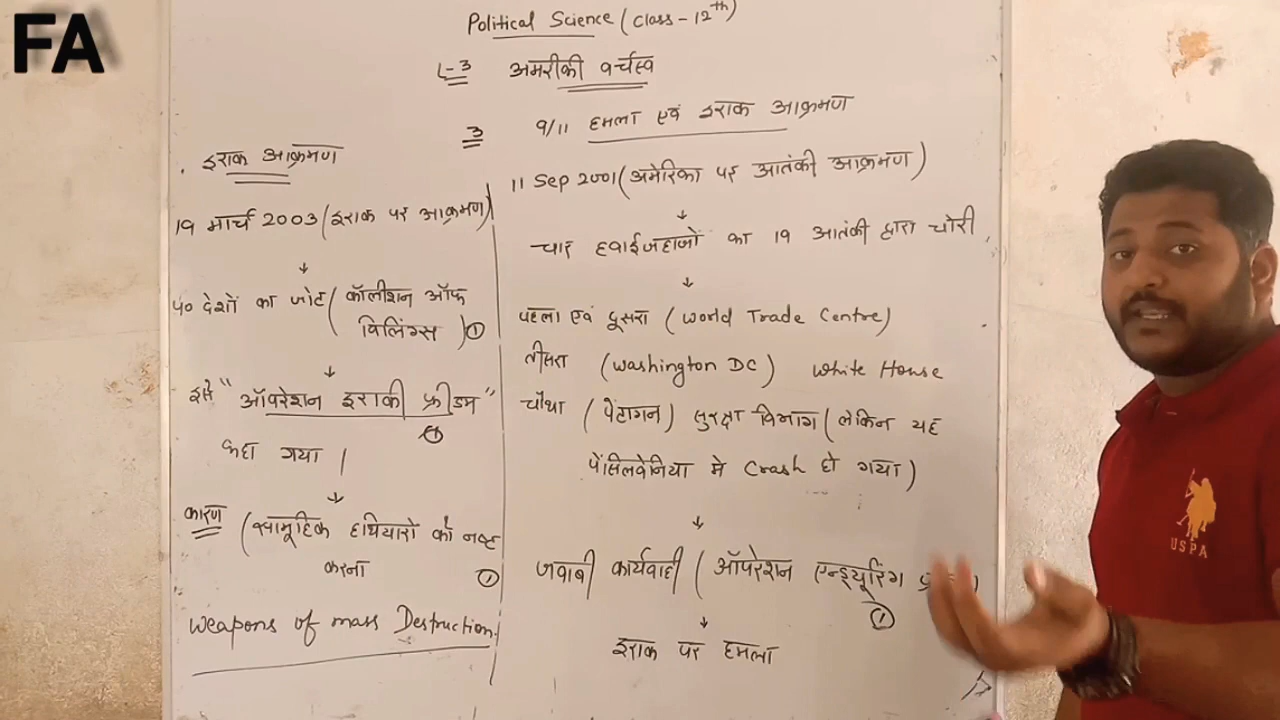 FA
Political Science (Class-12th)
L-3 अमरीकी वर्चस्व
3 9/11 हमला एवं इराक आक्रमण
11 Sep 2001 (अमेरिका पर आतंकी आक्रमण)
↓
चार हवाईजहाजों का 19 आतंकी द्वारा चोरी
↓
पहला एवं दूसरा (World Trade Centre)
तीसरा (Washington DC) White House
चौथा (पेंटागन) सुरक्षा विभाग (लेकिन यह
पेंसिलवेनिया मे Crash हो गया)
↓
जवाबी कार्यवाही (ऑपरेशन एन्ड्यूरिंग
①
↓
इराक पर हमला
इराक आक्रमण
19 मार्च 2003 (इराक पर आक्रमण)
↓
40 देशों का जोट (कॉलीशन ऑफ
विलिंग्स) ①
↓
इसे "ऑपरेशन इराकी फ्रीडम"
①
कहा गया |
↓
कारण (सामूहिक हथियारो को नष्ट
करना ①
Weapons of mass Destruction.
USPA